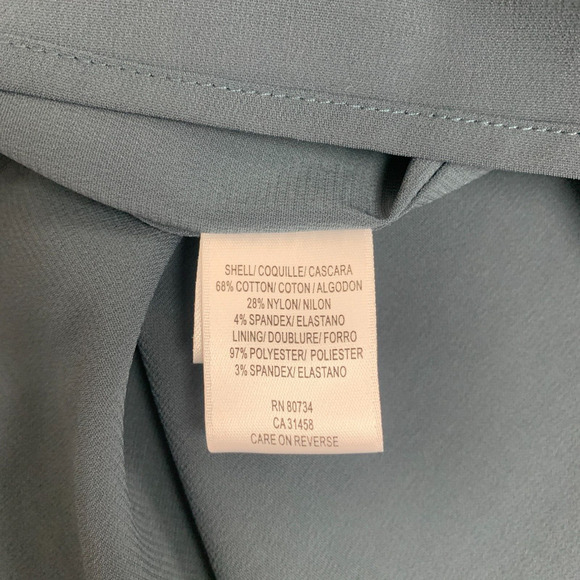 SHELL/ COQUILLE/ CASCARA
68% COTTON/ COTON/ ALGODON
28% NYLON/ NILON
4% SPANDEX/ ELASTANO
LINING/ DOUBLURE/ FORRO
97% POLYESTER/ POLIESTER
3% SPANDEX/ ELASTANO
RN 80734
CA 31458
CARE ON REVERSE